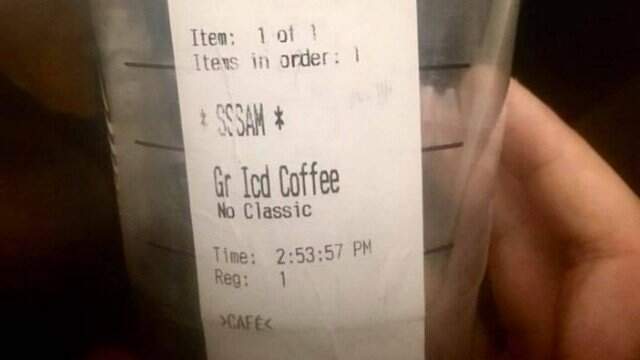 Item: 1 of 1
Items in order: 1
* SSSAM *
Gr Icd Coffee
No Classic
Time: 2:53:57 PM
Reg: 1
>CAFE<